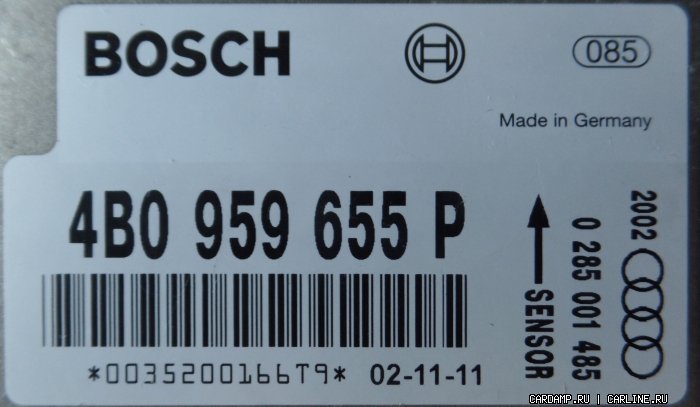 BOSCH
085
Made in Germany
4B0 959 655 P
*0035200166T9* 02-11-11
SENSOR
0 285 001 485
2002
CARDAMP.RU | CARLINE.RU